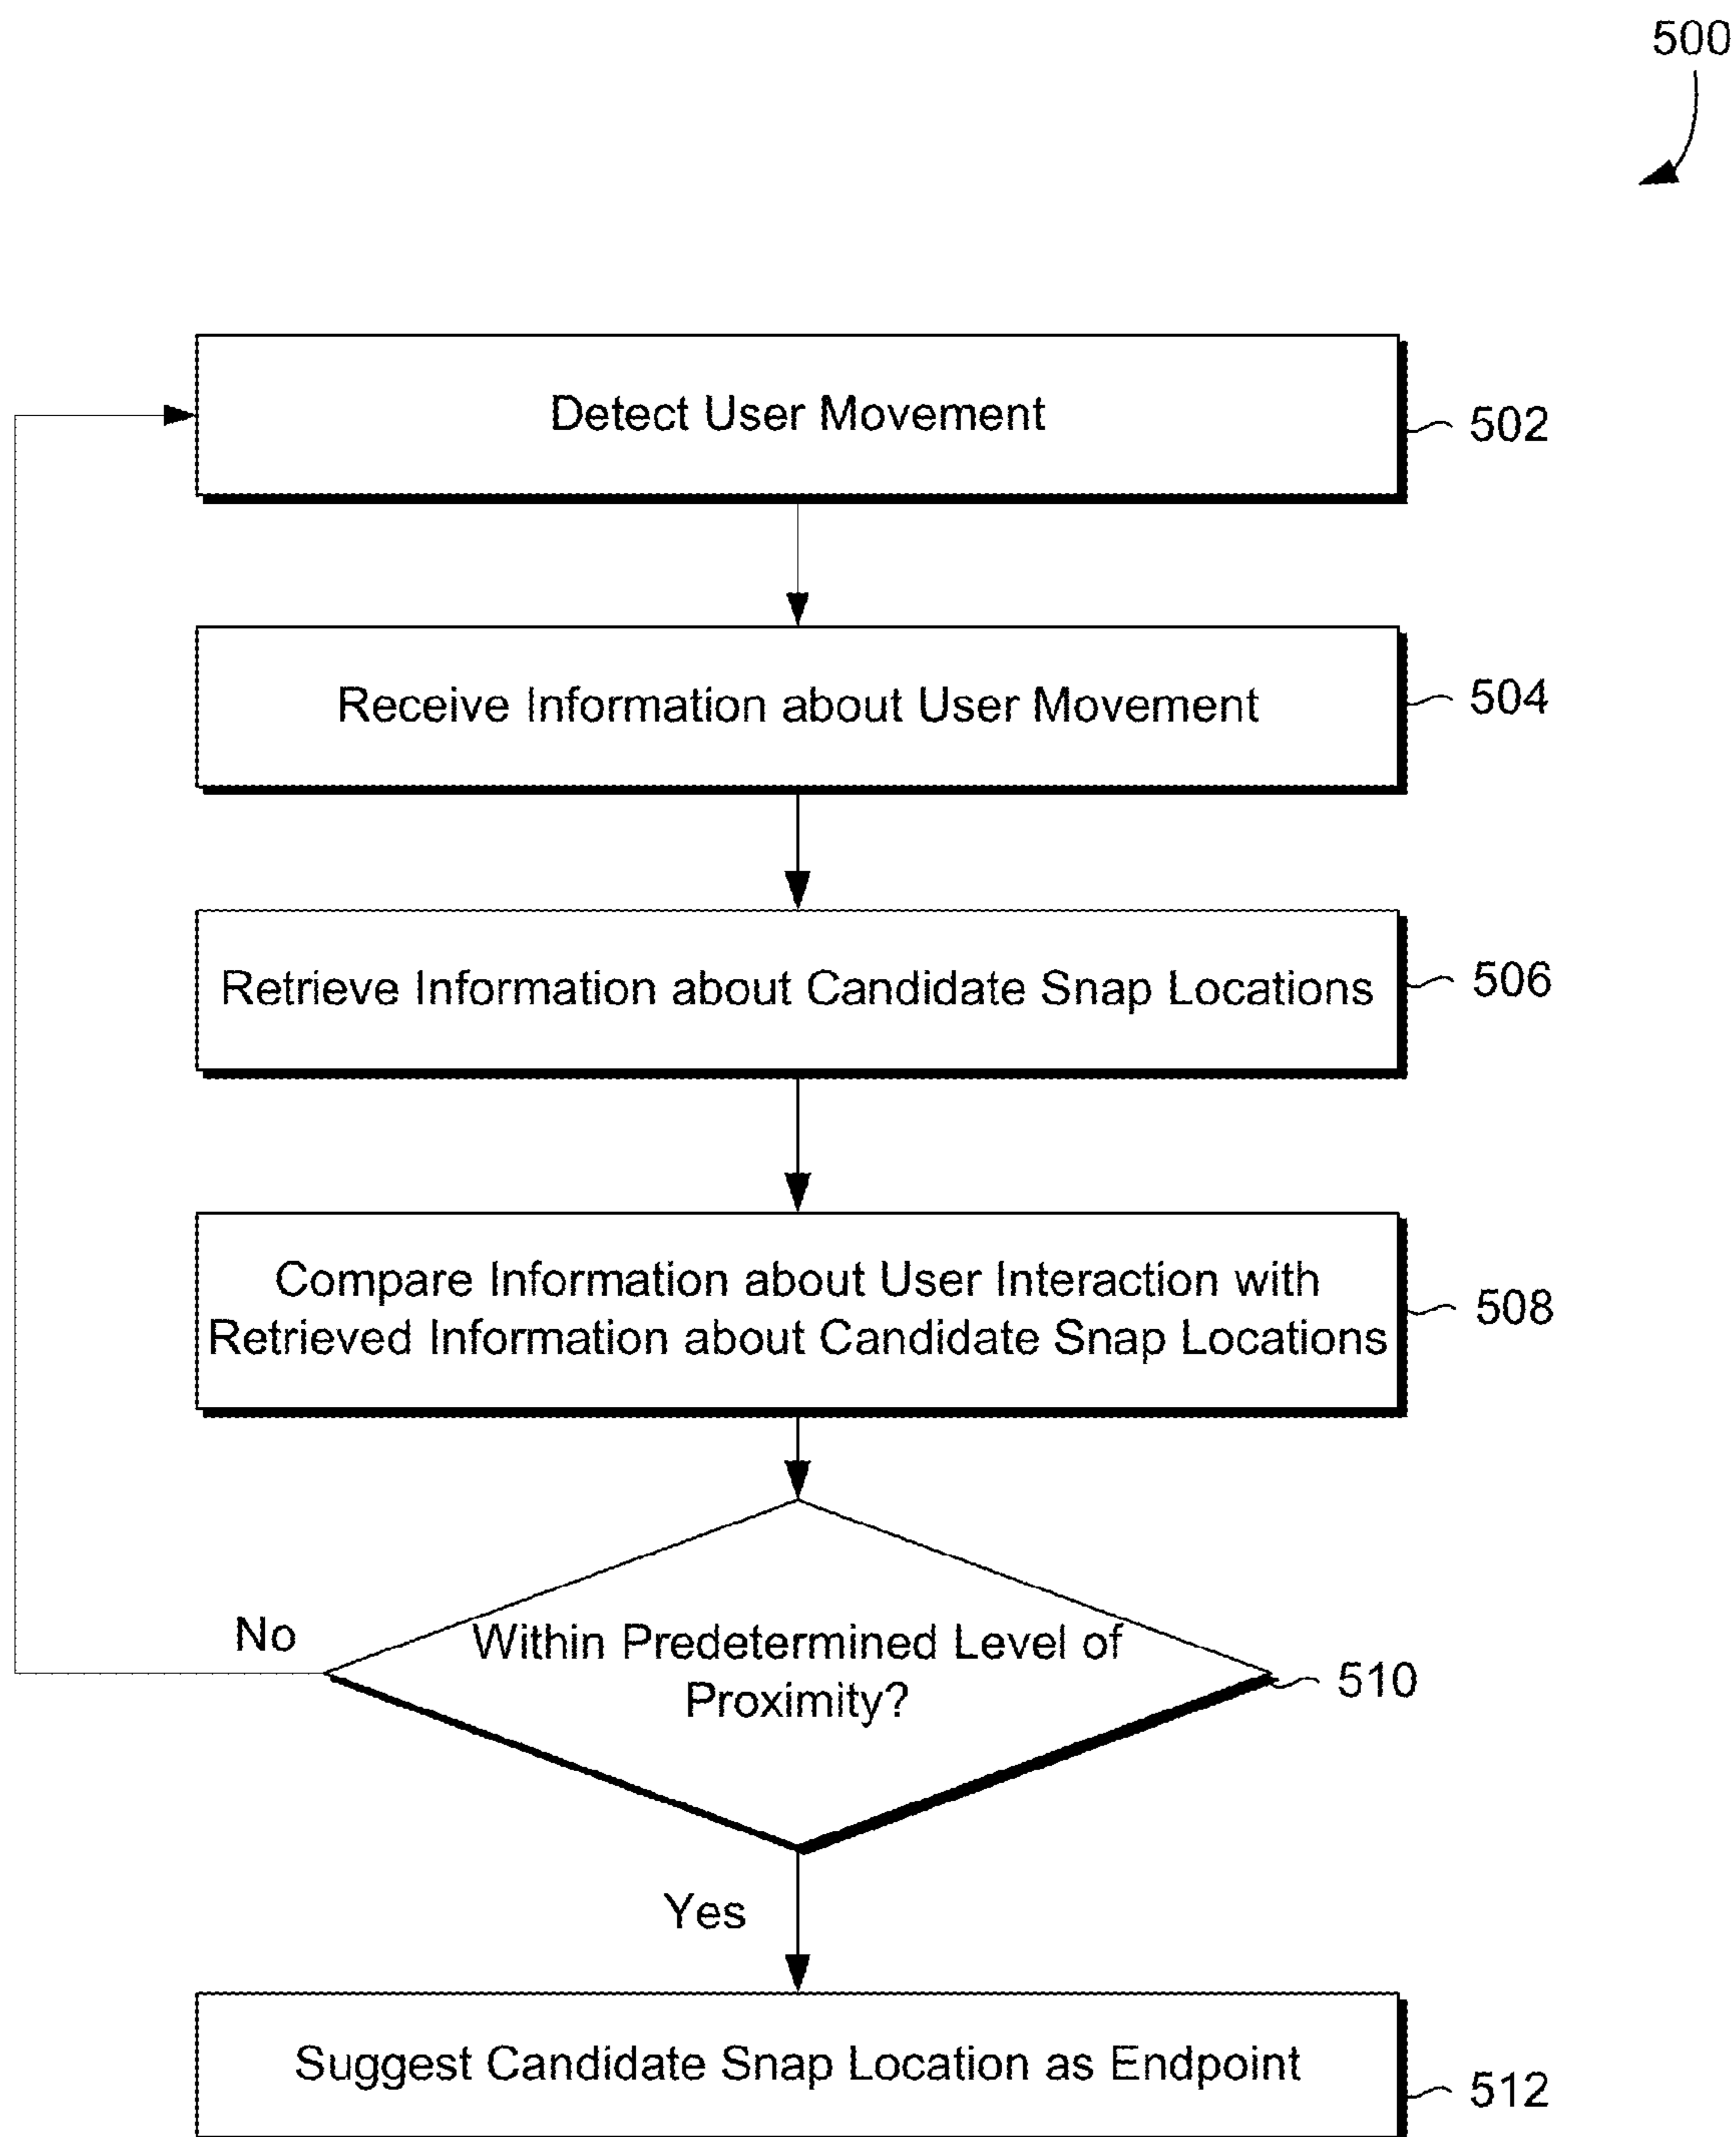 500
Detect User Movement
502
Receive Information about User Movement
504
Retrieve Information about Candidate Snap Locations
506
Compare Information about User Interaction with
Retrieved Information about Candidate Snap Locations
508
No
Within Predetermined Level of
Proximity?
510
Yes
Suggest Candidate Snap Location as Endpoint
512